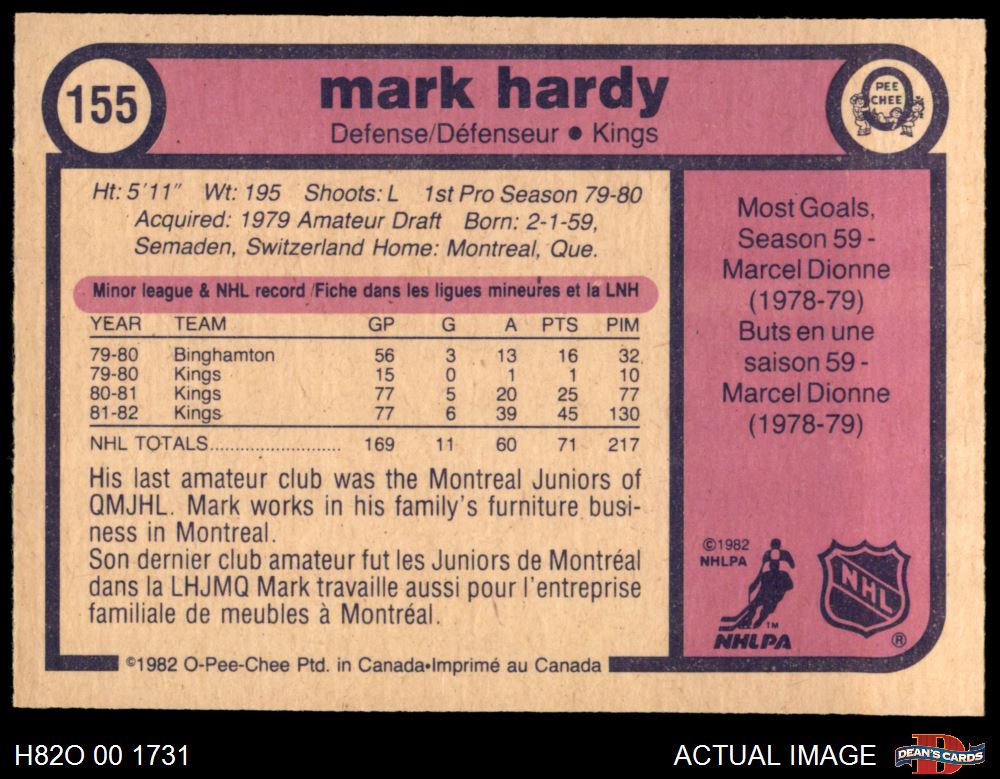 155
mark hardy
Defense/Défenseur • Kings
O
PEE
CHEE
Ht: 5'11" Wt: 195 Shoots: L 1st Pro Season 79-80
Acquired: 1979 Amateur Draft Born: 2-1-59,
Semaden, Switzerland Home: Montreal, Que.
Minor league & NHL record/Fiche dans les ligues mineures et la LNH
YEAR TEAM GP G A PTS PIM
79-80 Binghamton 56 3 13 16 32
79-80 Kings 15 0 1 1 10
80-81 Kings 77 5 20 25 77
81-82 Kings 77 6 39 45 130
NHL TOTALS........................ 169 11 60 71 217
His last amateur club was the Montreal Juniors of
QMJHL. Mark works in his family's furniture busi-
ness in Montreal.
Son dernier club amateur fut les Juniors de Montréal
dans la LHJMQ Mark travaille aussi pour l'entreprise
familiale de meubles à Montréal.
©1982 O-Pee-Chee Ptd. in Canada•Imprimé au Canada
Most Goals,
Season 59 -
Marcel Dionne
(1978-79)
Buts en une
saison 59 -
Marcel Dionne
(1978-79)
©1982
NHLPA
TM
NHLPA
NHL
®
H82O 00 1731
ACTUAL IMAGE
D
DEAN'S CARDS